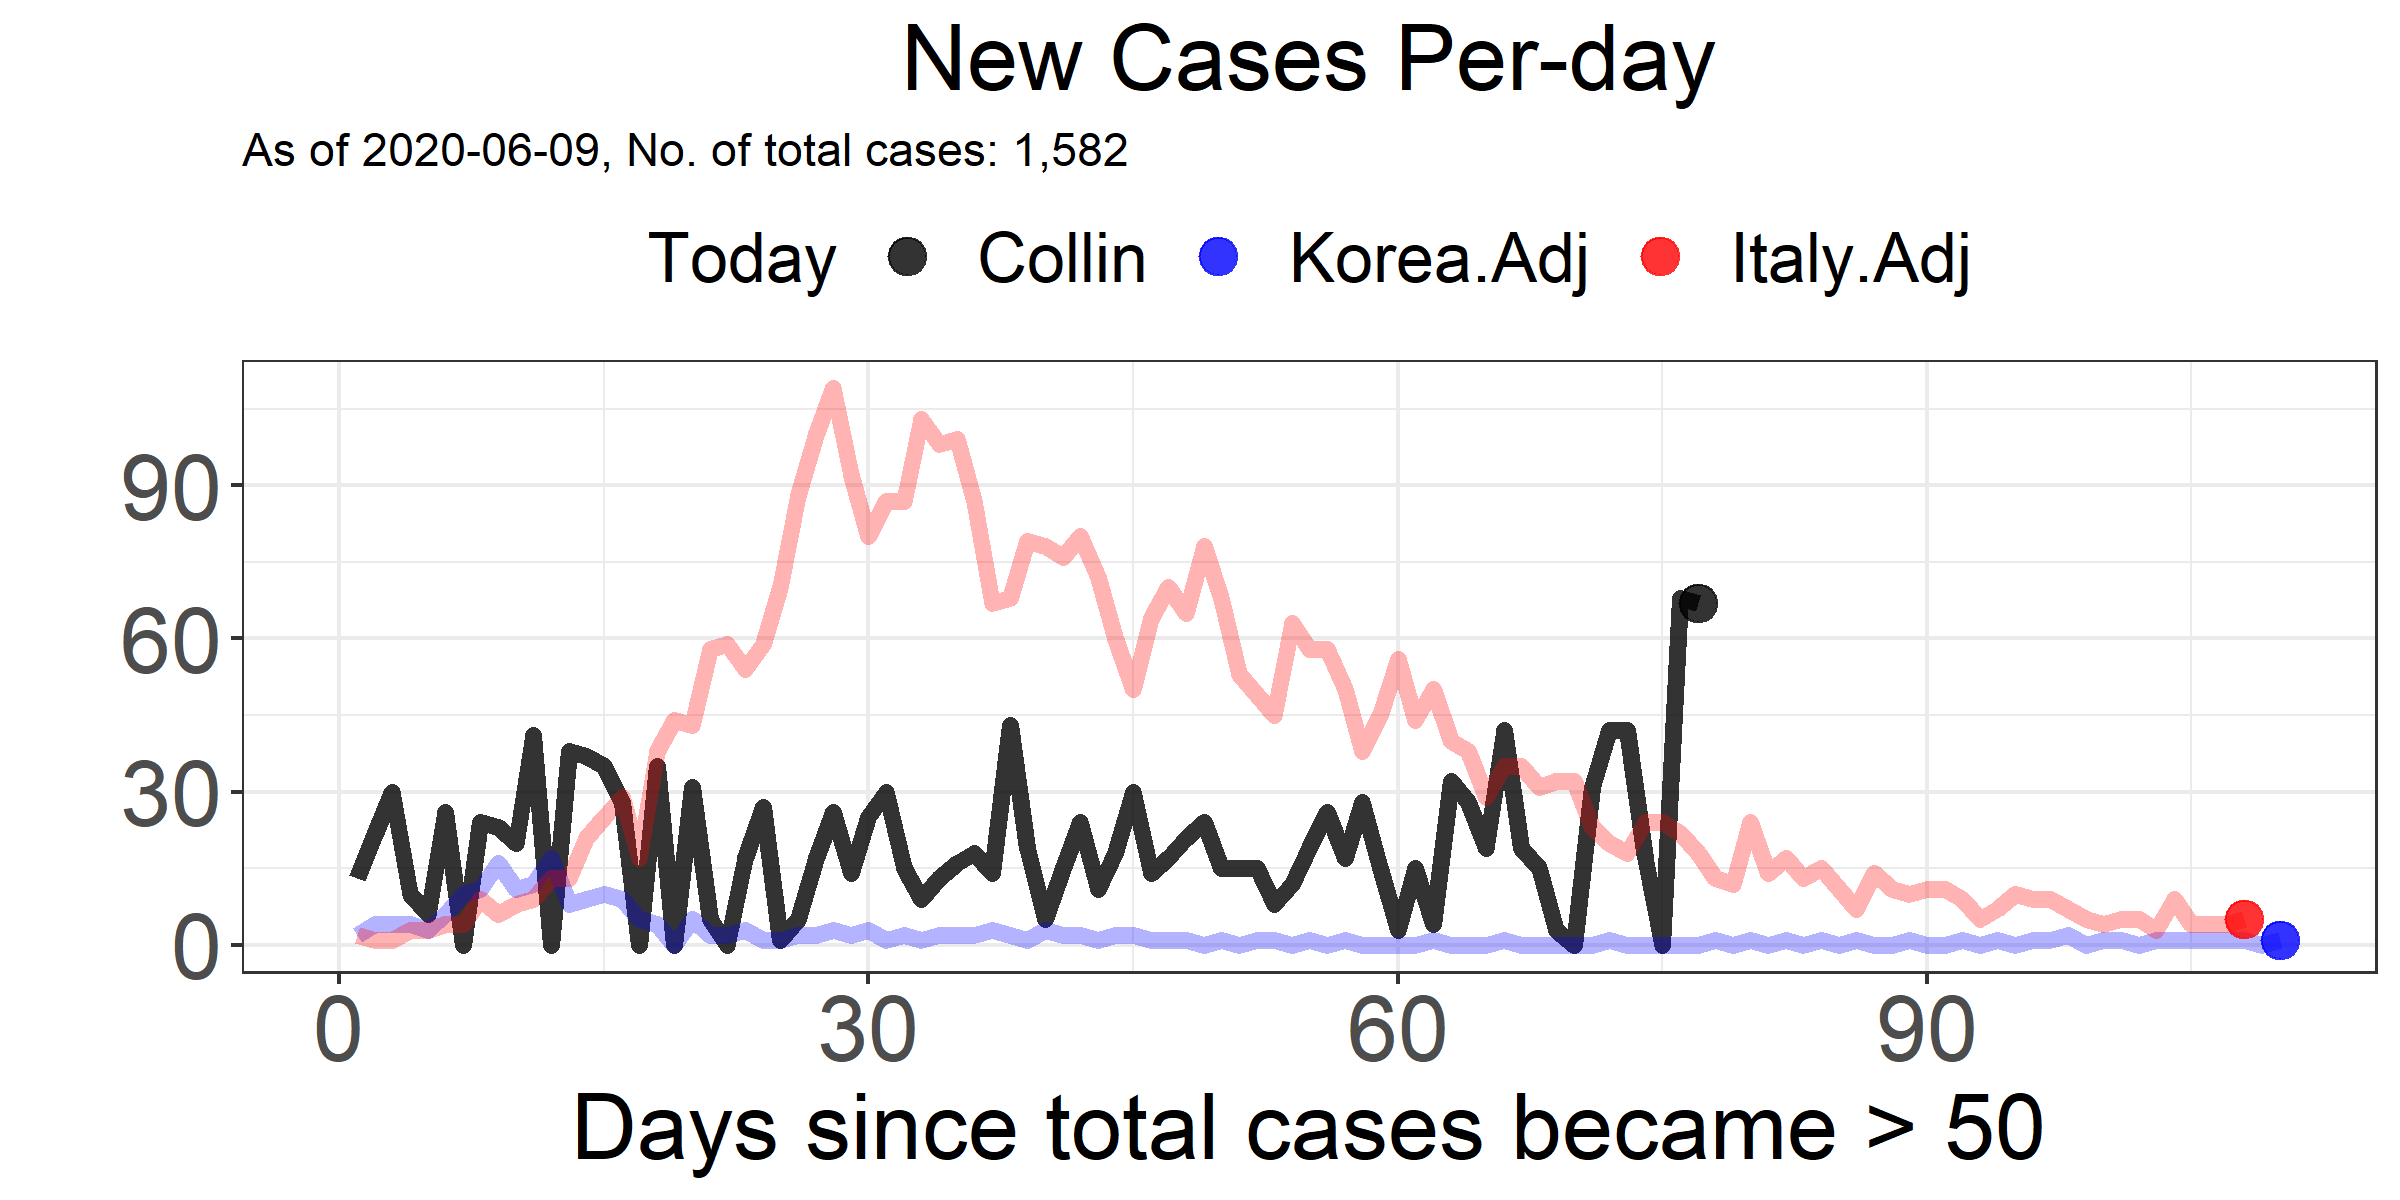 New Cases Per-day
As of 2020-06-09, No. of total cases: 1,582
Today Collin Korea.Adj Italy.Adj
90
60
30
0
0 30 60 90
Days since total cases became > 50